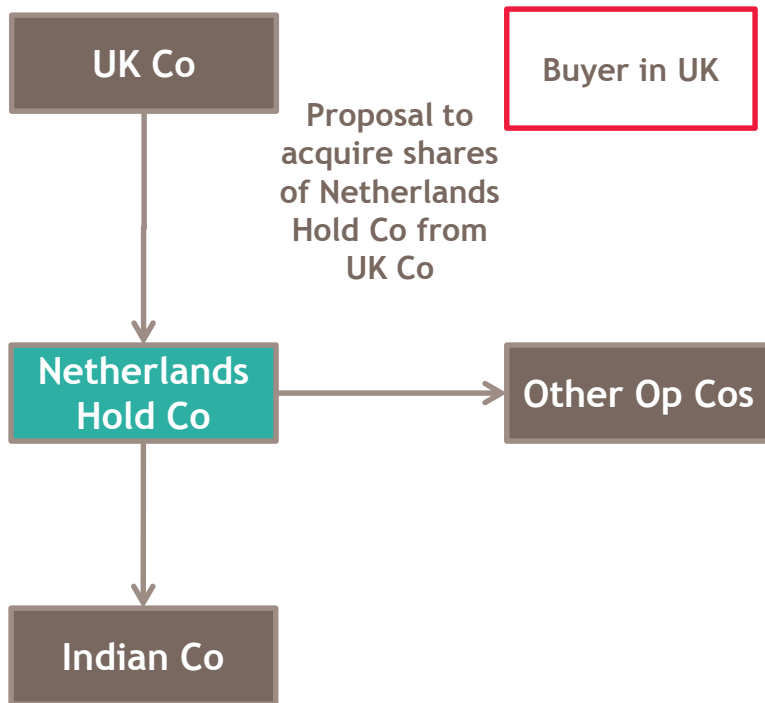 UK Co
Buyer in UK
Proposal to
acquire shares
of Netherlands
Hold Co from
UK Co
Netherlands
Hold Co
Other Op Cos
Indian Co